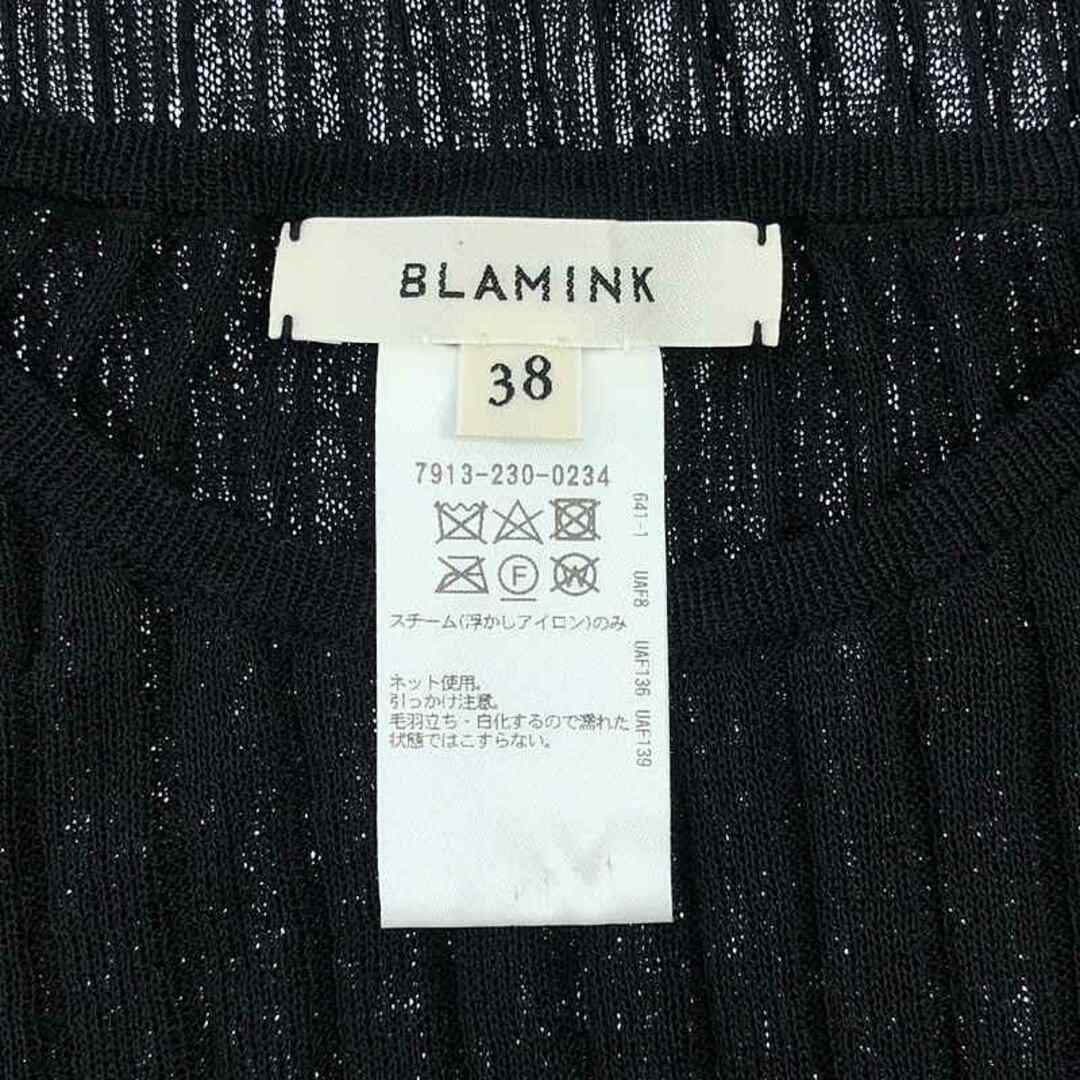 BLAMINK
38
7913-230-0234
F
W
スチーム(浮かしアイロン)のみ
ネット使用。
引っかけ注意。
毛羽立ち・白化するので濡れた
状態ではこすらない。
641-1 UAF8 UAF136 UAF139